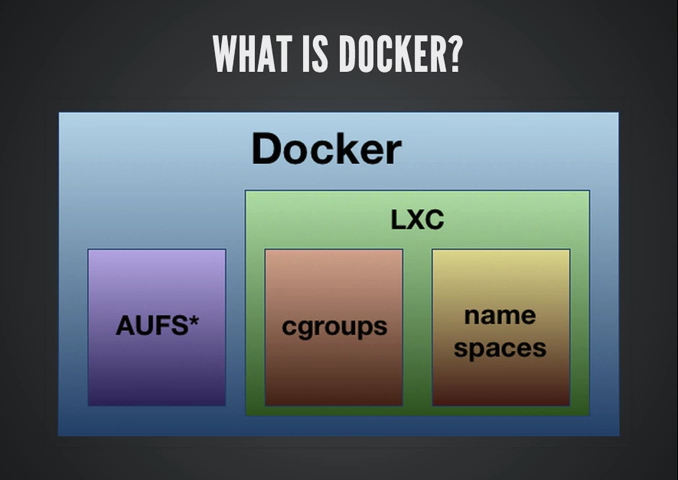 WHAT IS DOCKER?
Docker
LXC
AUFS*
cgroups
name
spaces